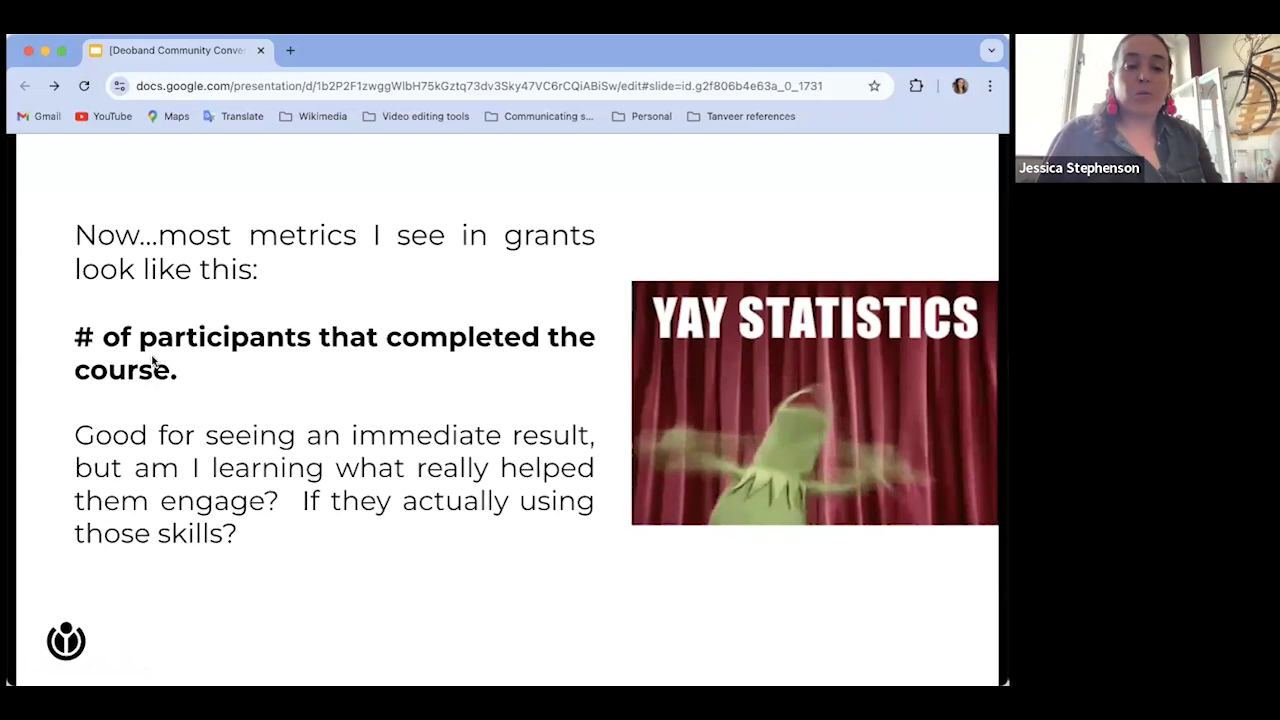 [Deoband Community Conve
docs.google.com/presentation/d/1b2P2F1zwggWlbH75kGztq73dv3Sky47VC6rCQiABiSw/edit#slide=id.g2f806b4e63a_0_1731
Gmail YouTube Maps Translate Wikimedia Video editing tools Communicating s... Personal Tanveer references
Now...most metrics I see in grants
look like this:
# of participants that completed the
course.
Good for seeing an immediate result,
but am I learning what really helped
them engage? If they actually using
those skills?
YAY STATISTICS
Jessica Stephenson